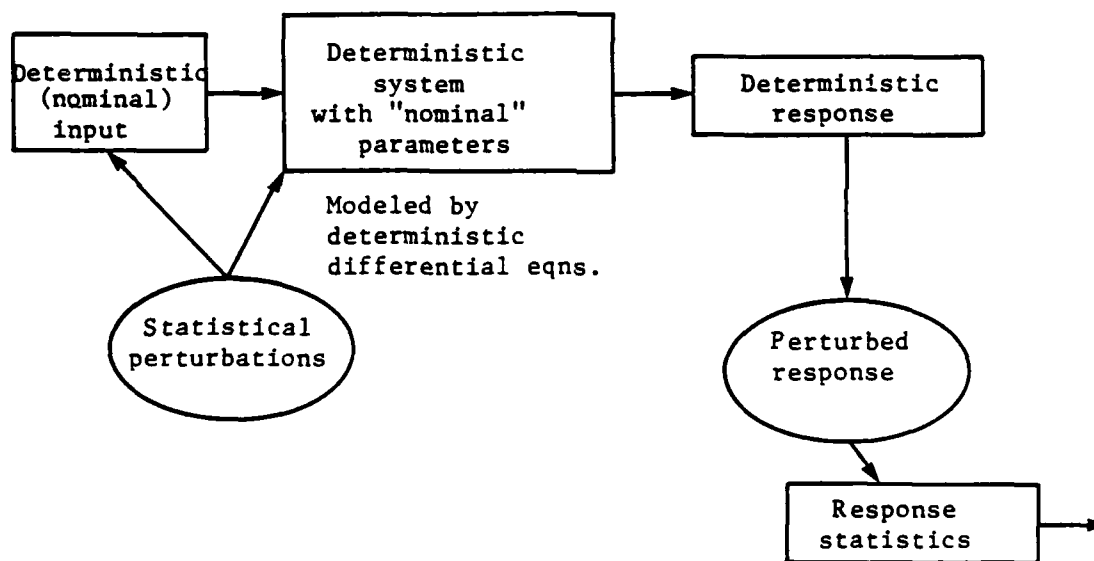 Deterministic
(nominal)
input
Deterministic
system
with "nominal"
parameters
Deterministic
response
Modeled by
deterministic
differential eqns.
Statistical
perturbations
Perturbed
response
Response
statistics